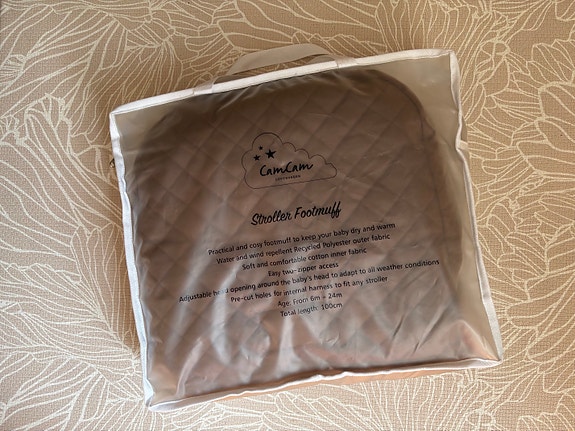 CamCam
COPENHAGEN
Stroller Footmuff
Practical and cosy footmuff to keep your baby dry and warm
Water and wind repellent Recycled Polyester outer fabric
Soft and comfortable cotton inner fabric
Easy two-zipper access
Adjustable head opening around the baby's head to adapt to all weather conditions
Pre-cut holes for internal harness to fit any stroller
Age: From 6m - 24m
Total length: 100cm